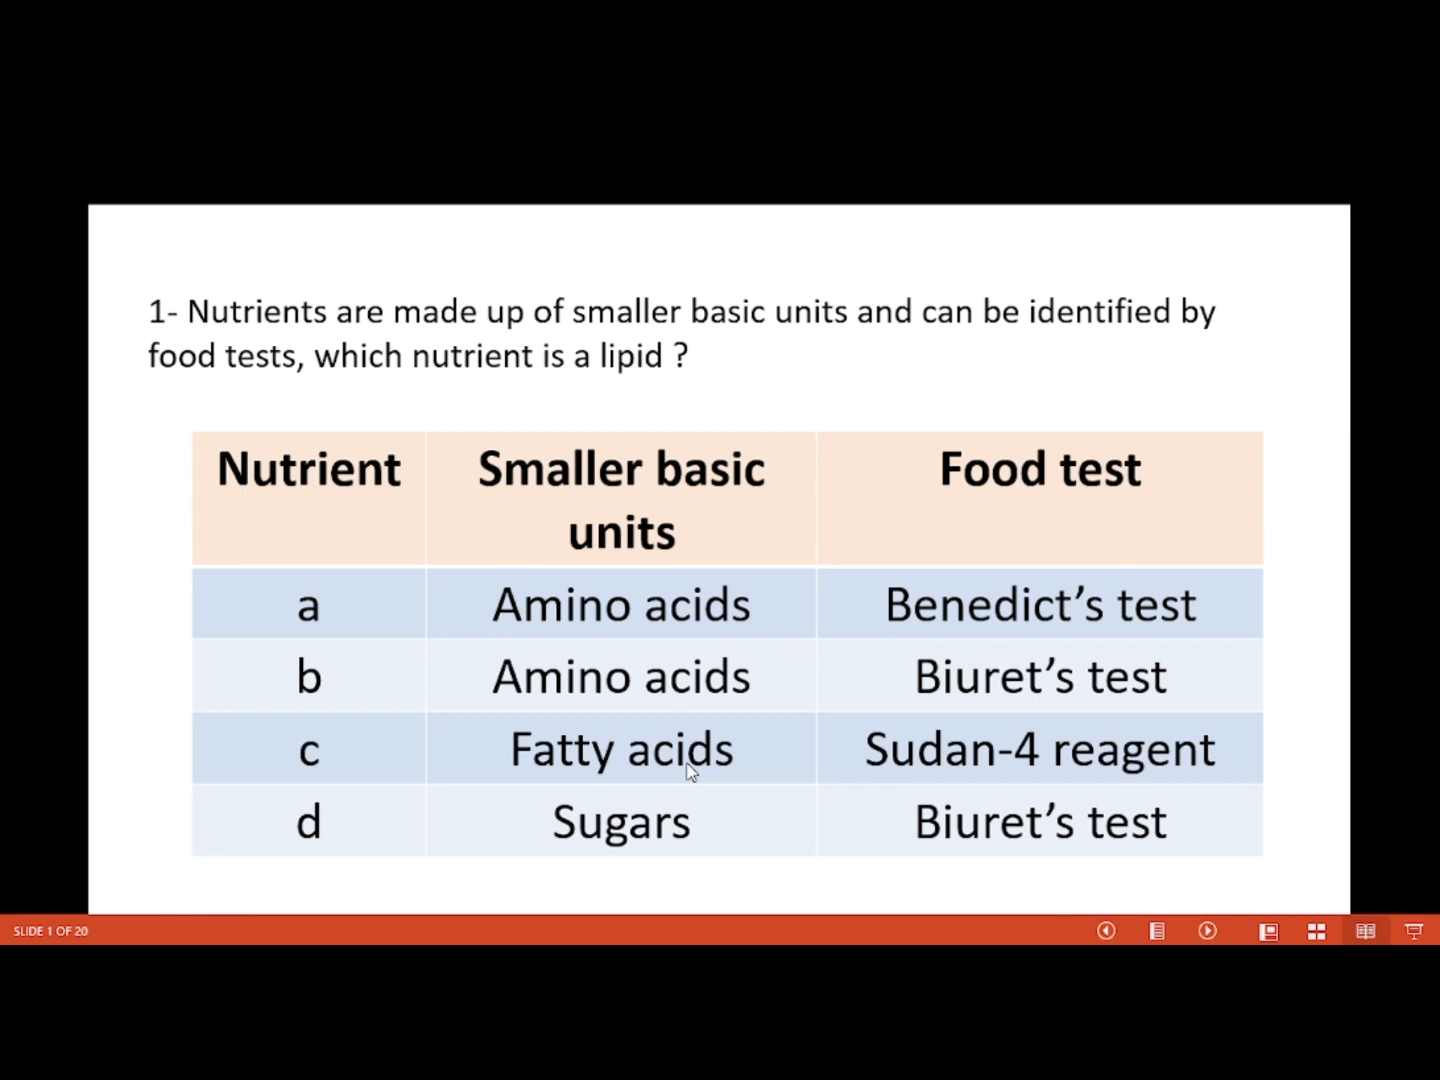 1- Nutrients are made up of smaller basic units and can be identified by
food tests, which nutrient is a lipid ?
Nutrient Smaller basic units Food test
a Amino acids Benedict’s test
b Amino acids Biuret’s test
c Fatty acids Sudan-4 reagent
d Sugars Biuret’s test
SLIDE 1 OF 20